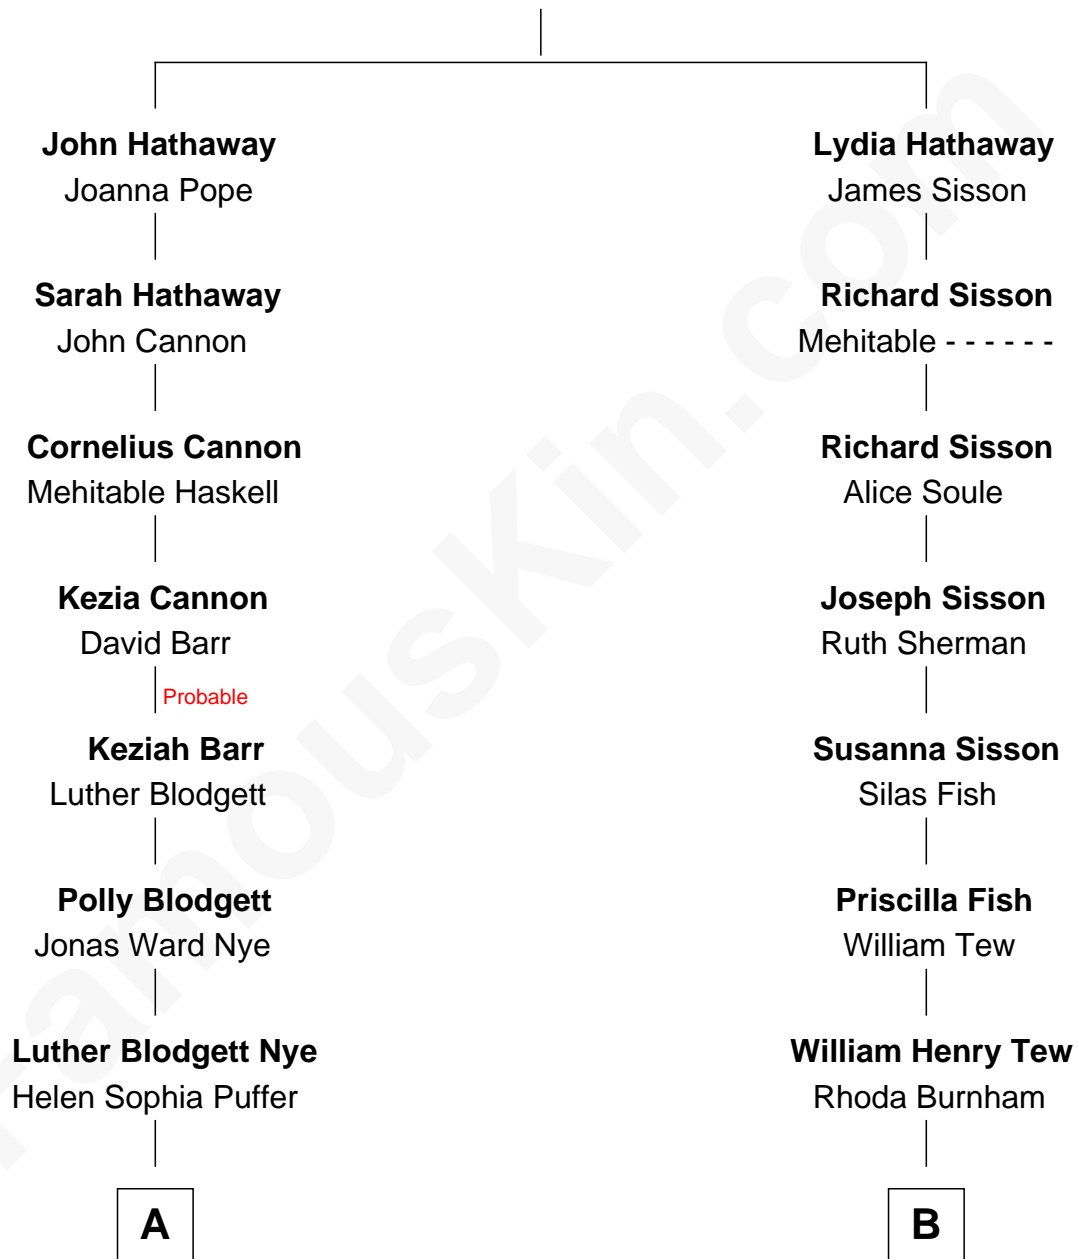 John Hathaway
Joanna Pope
Lydia Hathaway
James Sisson
Sarah Hathaway
John Cannon
Richard Sisson
Mehitable - - - - - -
Cornelius Cannon
Mehitable Haskell
Richard Sisson
Alice Soule
Kezia Cannon
David Barr
Joseph Sisson
Ruth Sherman
Probable
Keziah Barr
Luther Blodgett
Susanna Sisson
Silas Fish
Polly Blodgett
Jonas Ward Nye
Priscilla Fish
William Tew
Luther Blodgett Nye
Helen Sophia Puffer
William Henry Tew
Rhoda Burnham
A
B
FamousKin.com